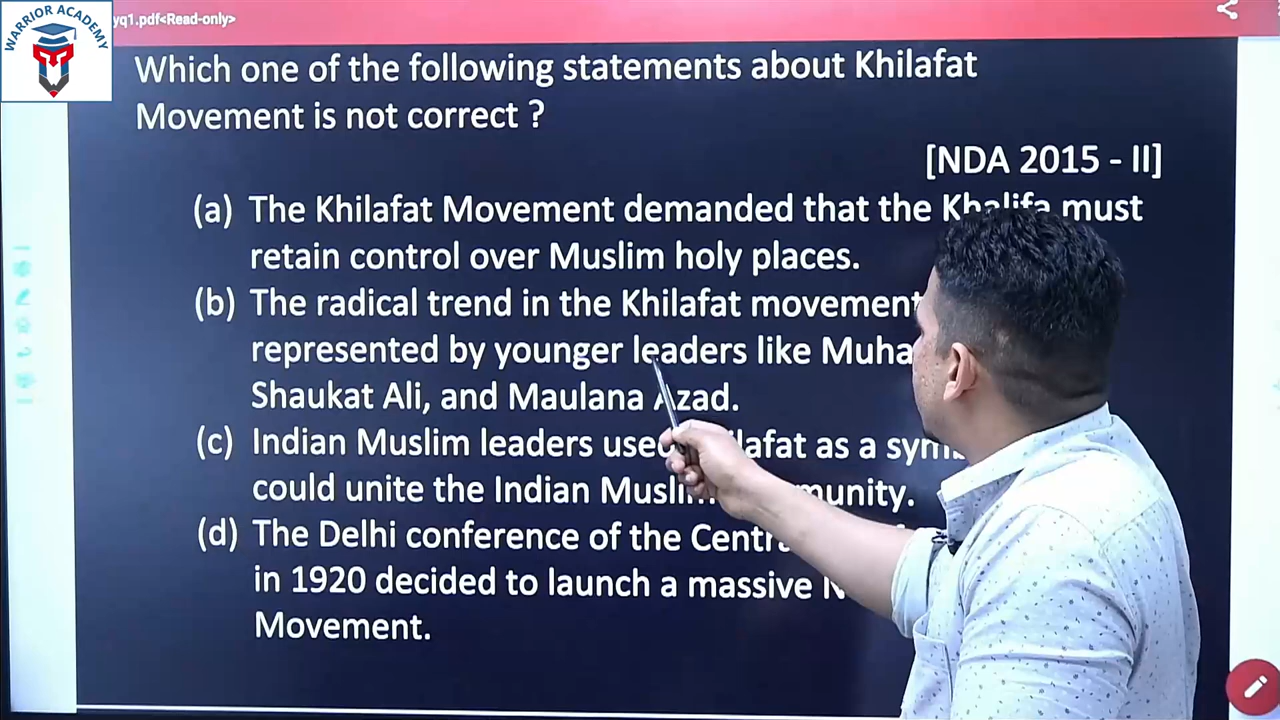 WARRIOR ACADEMY
yq1.pdf<Read-only>
Which one of the following statements about Khilafat
Movement is not correct ?
[NDA 2015 - II]
(a) The Khilafat Movement demanded that the Khalifa must
retain control over Muslim holy places.
(b) The radical trend in the Khilafat movement
represented by younger leaders like
Shaukat Ali, and Maulana Azad.
(c) Indian Muslim leaders as a
could unite the Indian
(d) The Delhi conference of the
in 1920 decided to launch a massive
Movement.